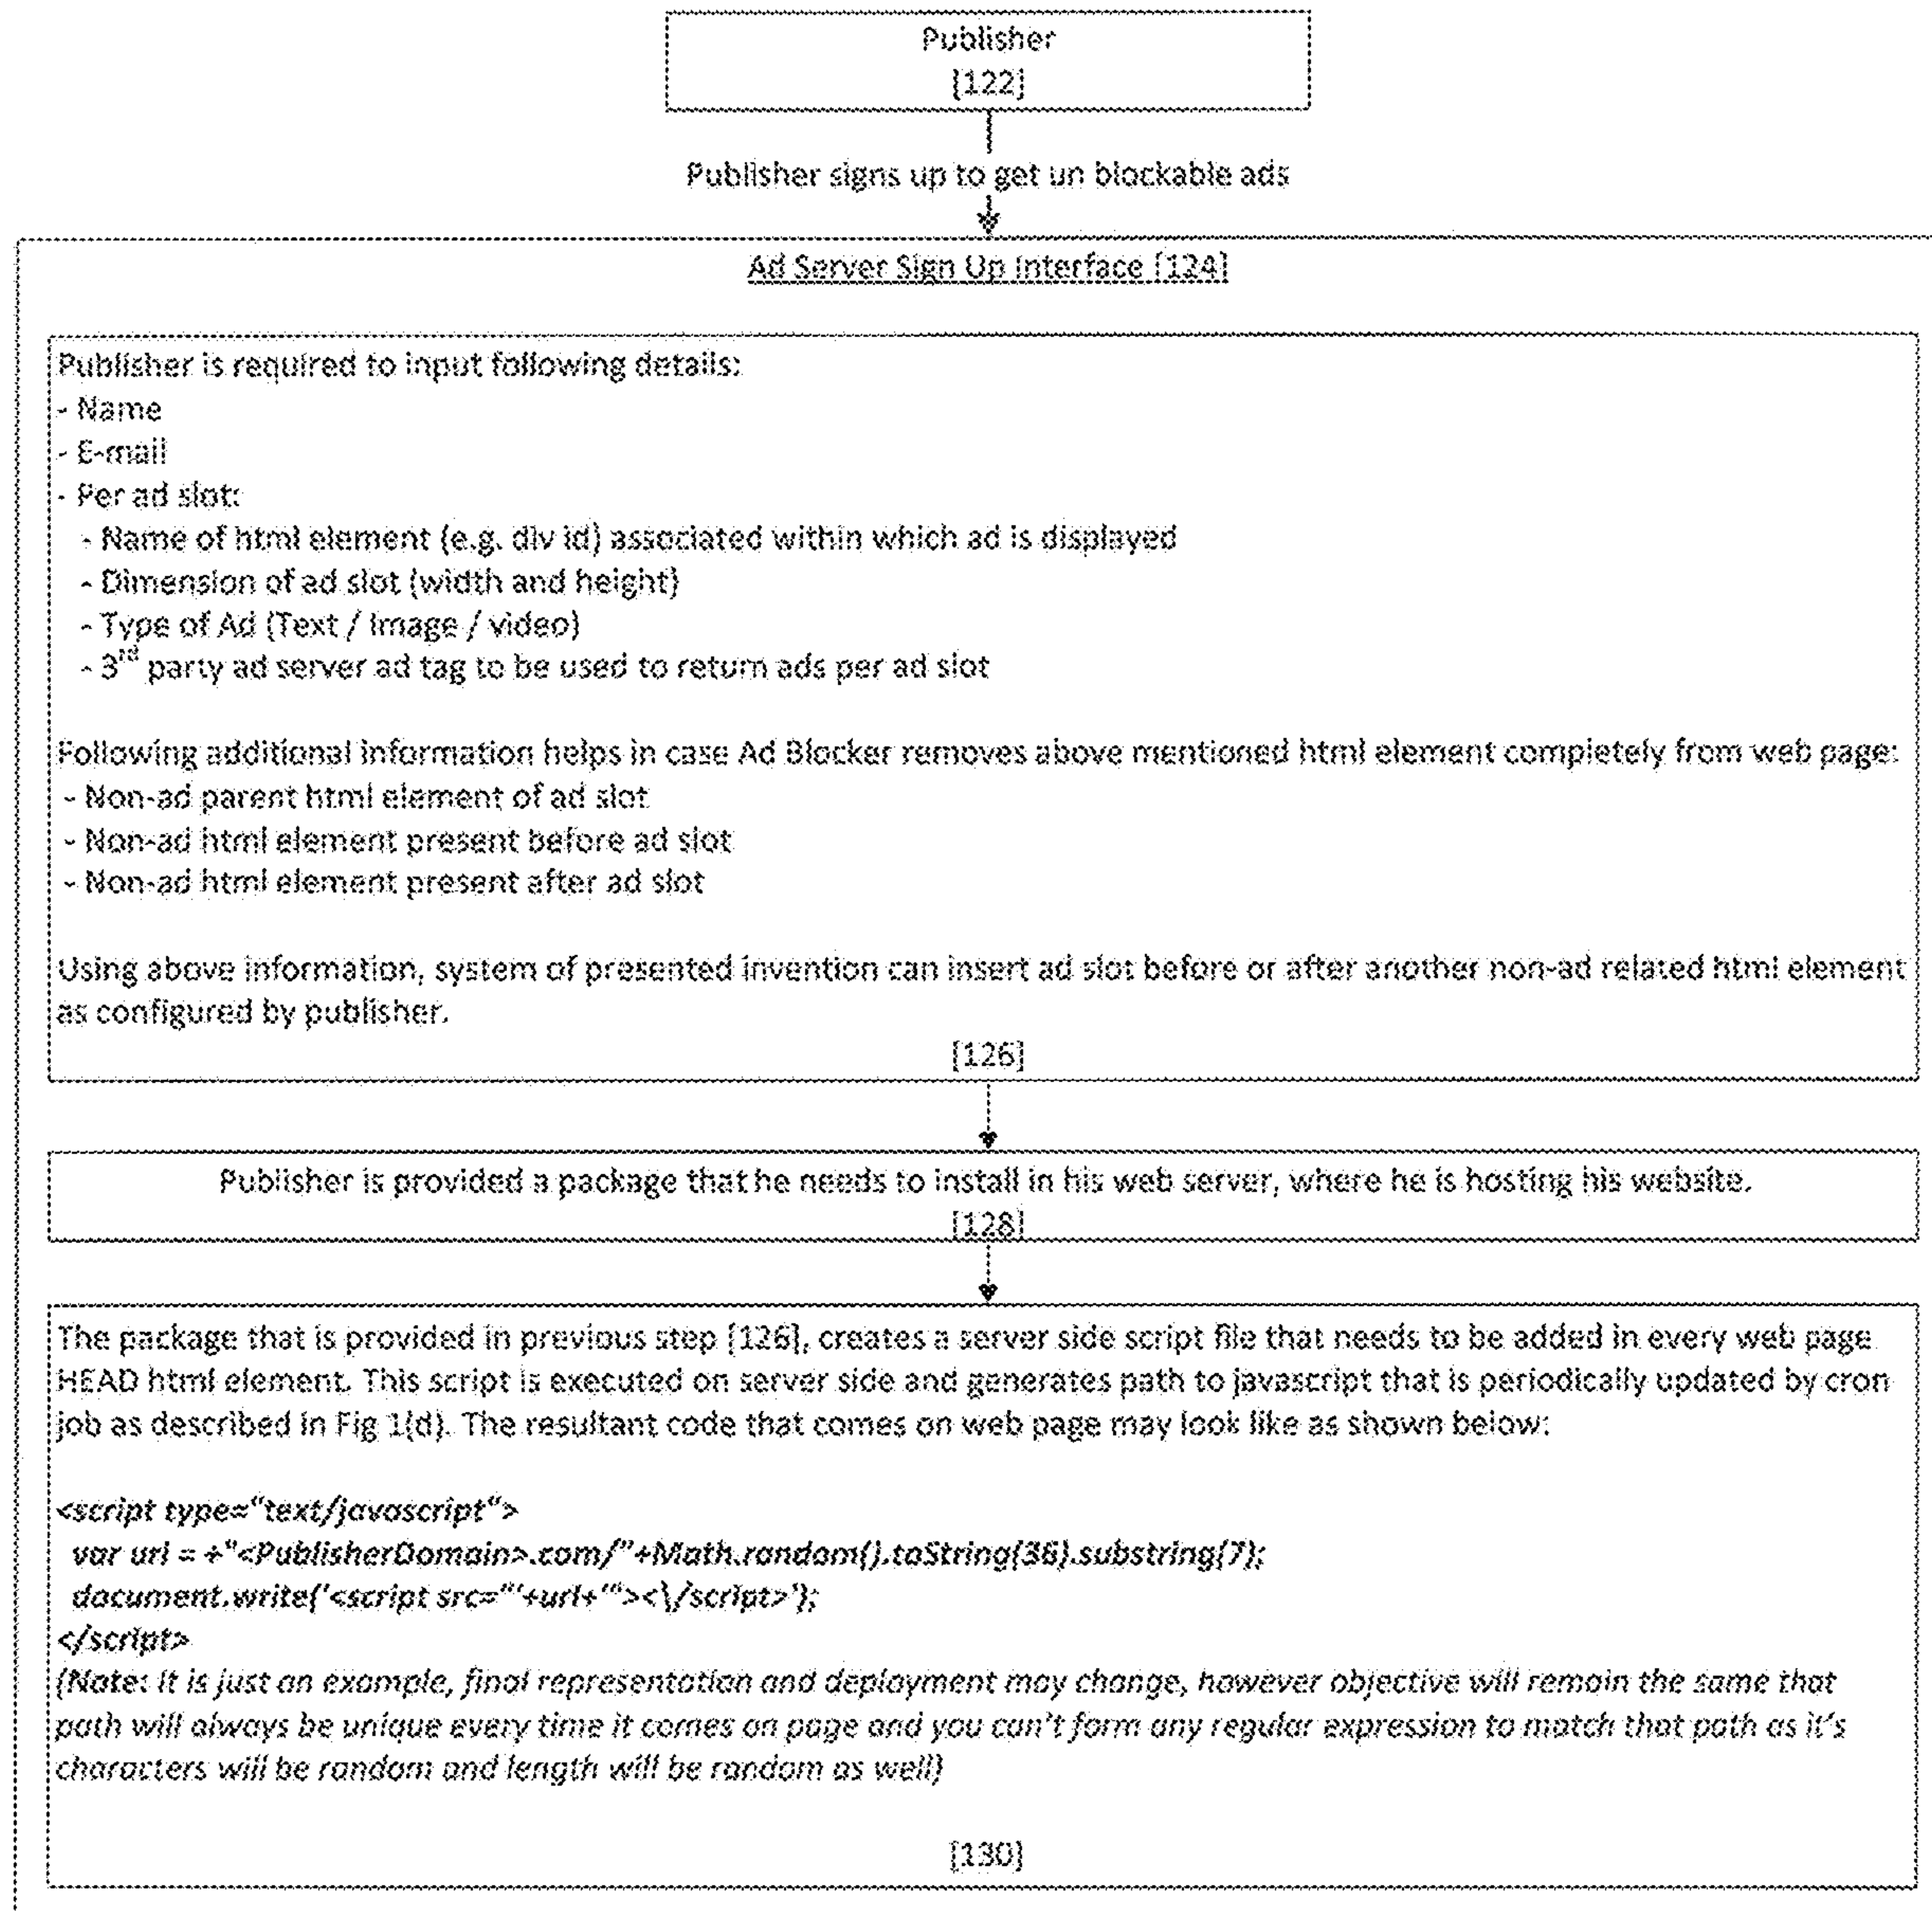 Publisher
[122]
Publisher signs up to get un blockable ads
Ad Server Sign Up Interface [124]
Publisher is required to input following details:
- Name
- E-mail
- Per ad slot:
- Name of html element (e.g. div id) associated within which ad is displayed
- Dimension of ad slot (width and height)
- Type of Ad (Text / Image / video)
- 3rd party ad server ad tag to be used to return ads per ad slot
Following additional information helps in case Ad Blocker removes above mentioned html element completely from web page:
- Non-ad parent html element of ad slot
- Non-ad html element present before ad slot
- Non-ad html element present after ad slot
Using above information, system of presented invention can insert ad slot before or after another non-ad related html element
as configured by publisher.
[126]
Publisher is provided a package that he needs to install in his web server, where he is hosting his website.
[128]
The package that is provided in previous step [126], creates a server side script file that needs to be added in every web page
HEAD html element. This script is executed on server side and generates path to javascript that is periodically updated by cron
job as described in Fig 1(d). The resultant code that comes on web page may look like as shown below:
<script type="text/javascript">
var url = +"<PublisherDomain>.com/"+Math.random().toString(36).substring(7);
document.write('<script src="'+url+'"><\/script>');
</script>
(Note: It is just an example, final representation and deployment may change, however objective will remain the same that
path will always be unique every time it comes on page and you can't form any regular expression to match that path as it's
characters will be random and length will be random as well)
[130]